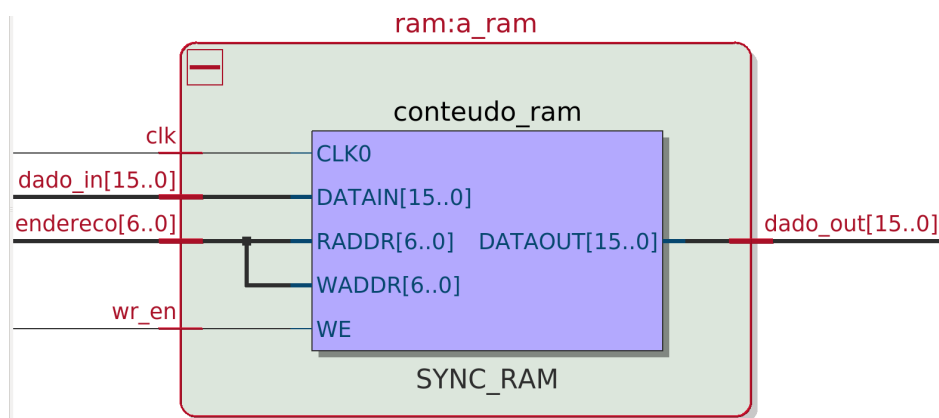 ram:a_ram
conteudo_ram
clk
CLK0
dado_in[15..0]
DATAIN[15..0]
endereco[6..0]
RADDR[6..0] DATAOUT[15..0]
dado_out[15..0]
WADDR[6..0]
wr_en
WE
SYNC_RAM